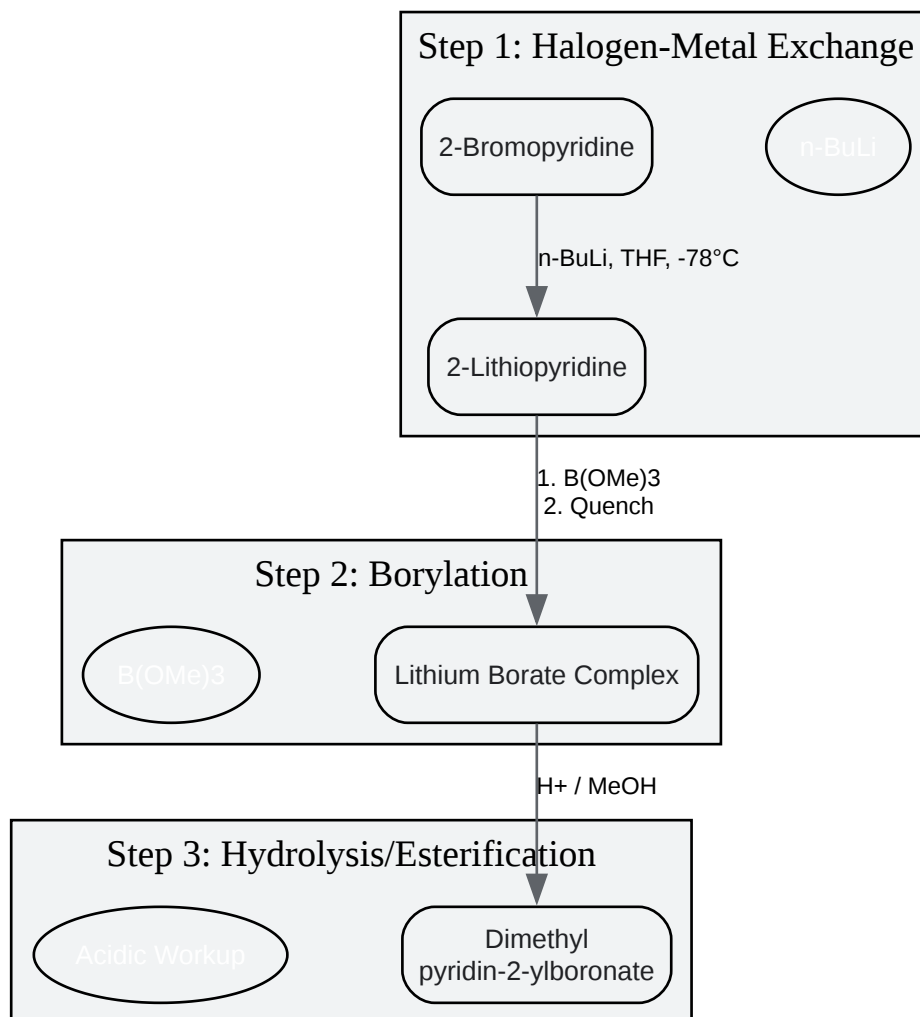 Step 1: Halogen-Metal Exchange
2-Bromopyridine
n-BuLi
n-BuLi, THF, -78°C
2-Lithiopyridine
1. B(OMe)3
2. Quench
Step 2: Borylation
B(OMe)3
Lithium Borate Complex
H+ / MeOH
Step 3: Hydrolysis/Esterification
Acidic Workup
Dimethyl
pyridin-2-ylboronate